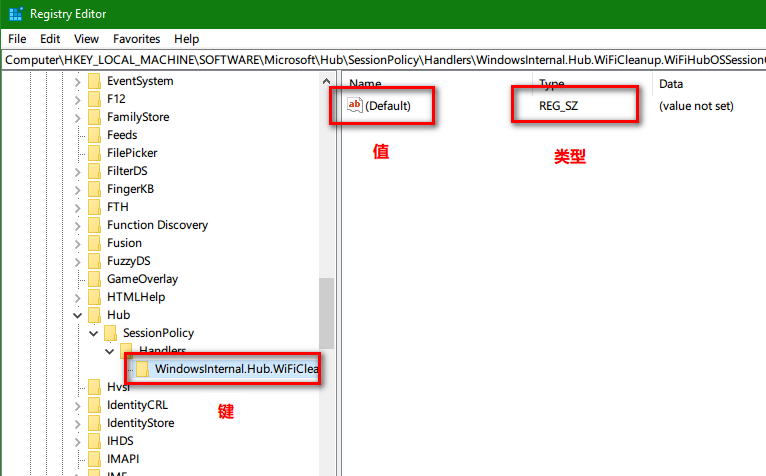 Registry Editor
File Edit View Favorites Help
Computer\HKEY_LOCAL_MACHINE\SOFTWARE\Microsoft\Hub\SessionPolicy\Handlers\WindowsInternal.Hub.WiFiCleanup.WiFiHubOSSession
Name Type Data
ab (Default) REG_SZ (value not set)
值 类型
EventSystem
F12
FamilyStore
Feeds
FilePicker
FilterDS
FingerKB
FTH
Function Discovery
Fusion
FuzzyDS
GameOverlay
HTMLHelp
Hub
SessionPolicy
Handlers
WindowsInternal.Hub.WiFiClea
键
Hvsi
IdentityCRL
IdentityStore
IHDS
IMAPI
IME